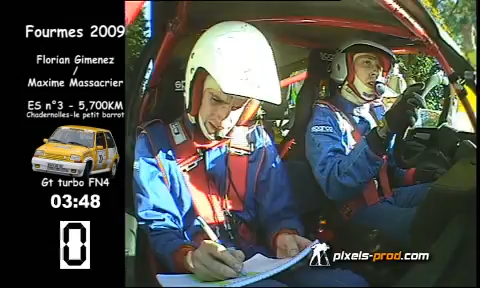 Fourmes 2009
Florian Gimenez
/
Maxime Massacrier
ES n°3 - 5,700KM
Chadernolles-le petit barrot
Gt turbo FN4
03:48
0
sparco
pixels-prod.com